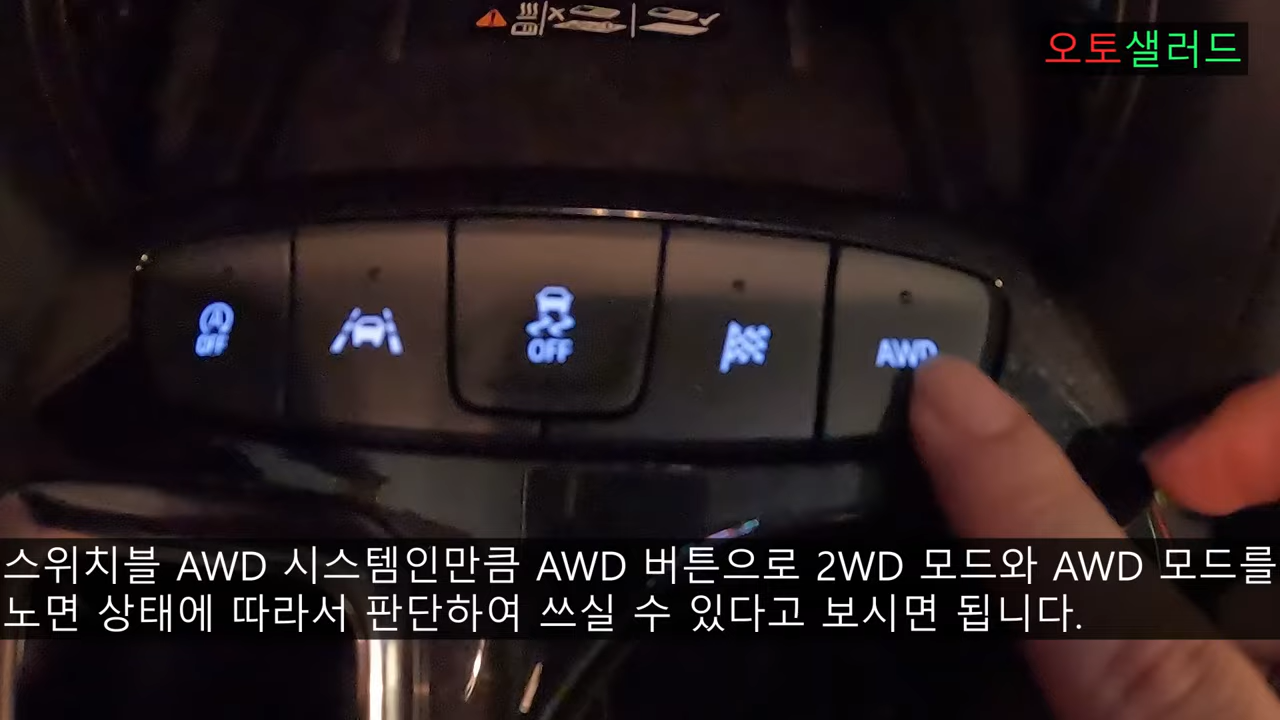 오토샐러드
OFF
OFF
AWD
스위치블 AWD 시스템인만큼 AWD 버튼으로 2WD 모드와 AWD 모드를
노면 상태에 따라서 판단하여 쓰실 수 있다고 보시면 됩니다.